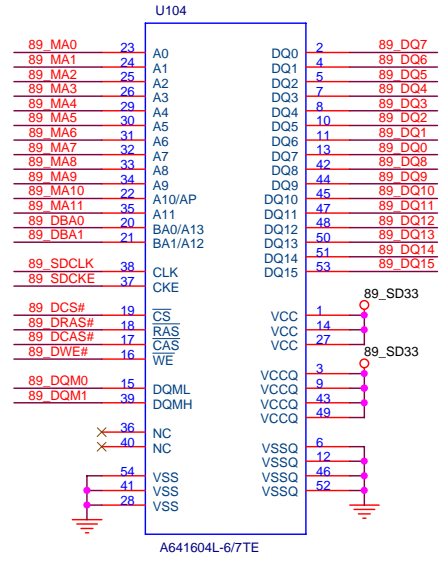 U104
89_MA0 23 A0 DQ0 2 89_DQ7
89_MA1 24 A1 DQ1 4 89_DQ6
89_MA2 25 A2 DQ2 5 89_DQ5
89_MA3 26 A3 DQ3 7 89_DQ4
89_MA4 29 A4 DQ4 8 89_DQ3
89_MA5 30 A5 DQ5 10 89_DQ2
89_MA6 31 A6 DQ6 11 89_DQ1
89_MA7 32 A7 DQ7 13 89_DQ0
89_MA8 33 A8 DQ8 42 89_DQ8
89_MA9 34 A9 DQ9 44 89_DQ9
89_MA10 22 A10/AP DQ10 45 89_DQ10
89_MA11 35 A11 DQ11 47 89_DQ11
89_DBA0 20 BA0/A13 DQ12 48 89_DQ12
89_DBA1 21 BA1/A12 DQ13 50 89_DQ13
DQ14 51 89_DQ14
89_SDCLK 38 CLK DQ15 53 89_DQ15
89_SDCKE 37 CKE
89_SD33
89_DCS# 19 CS VCC 1
89_DRAS# 18 RAS VCC 14
89_DCAS# 17 CAS VCC 27
89_DWE# 16 WE
89_SD33
VCCQ 3
89_DQM0 15 DQML VCCQ 9
89_DQM1 39 DQMH VCCQ 43
VCCQ 49
36 NC
40 NC VSSQ 6
VSSQ 12
54 VSS VSSQ 46
41 VSS VSSQ 52
28 VSS
A641604L-6/7TE